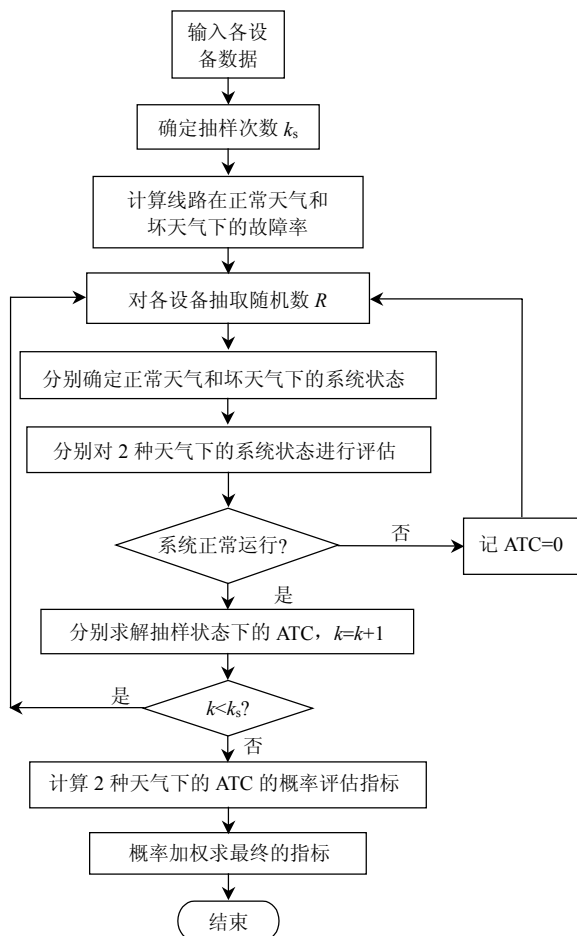 输入各设
备数据
确定抽样次数 ks
计算线路在正常天气和
坏天气下的故障率
对各设备抽取随机数 R
分别确定正常天气和坏天气下的系统状态
分别对 2 种天气下的系统状态进行评估
系统正常运行?
否
记 ATC=0
是
分别求解抽样状态下的 ATC，k=k+1
是
k<ks?
否
计算 2 种天气下的 ATC 的概率评估指标
概率加权求最终的指标
结束